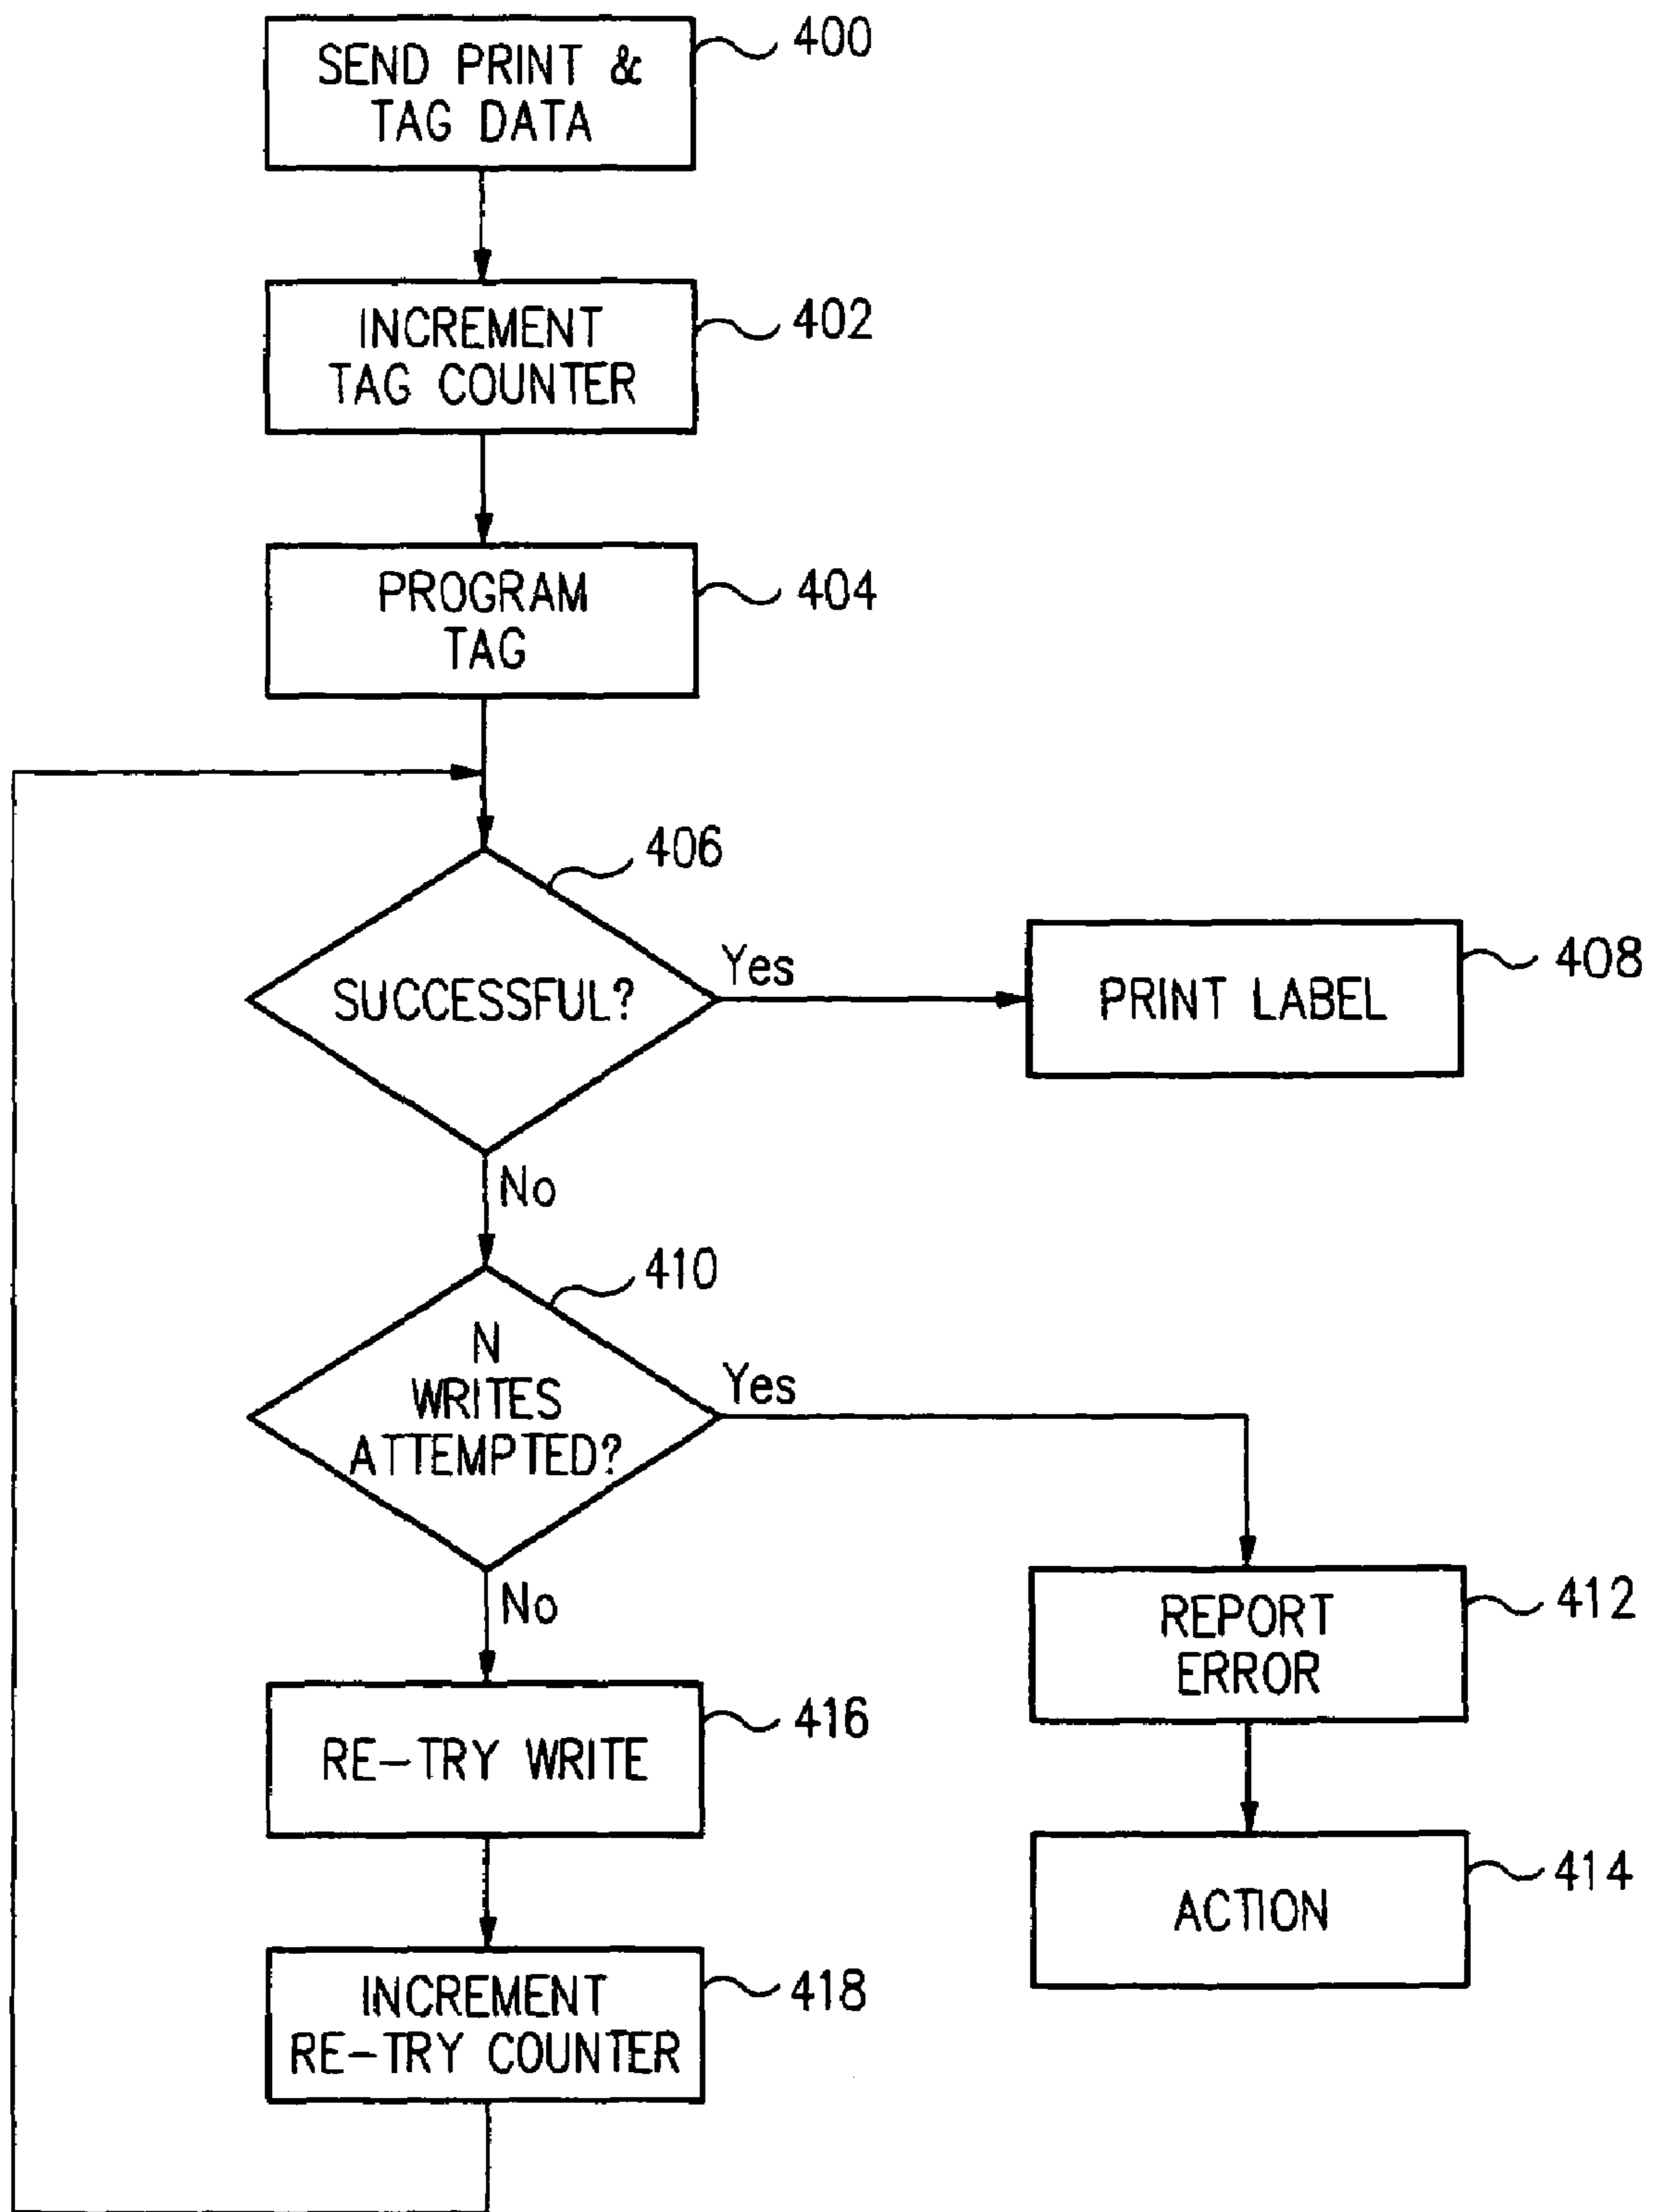 SEND PRINT &
TAG DATA
400
INCREMENT
TAG COUNTER
402
PROGRAM
TAG
404
406
SUCCESSFUL?
Yes
PRINT LABEL
408
No
410
N
WRITES
ATTEMPTED?
Yes
No
REPORT
ERROR
412
RE-TRY WRITE
416
ACTION
414
INCREMENT
RE-TRY COUNTER
418